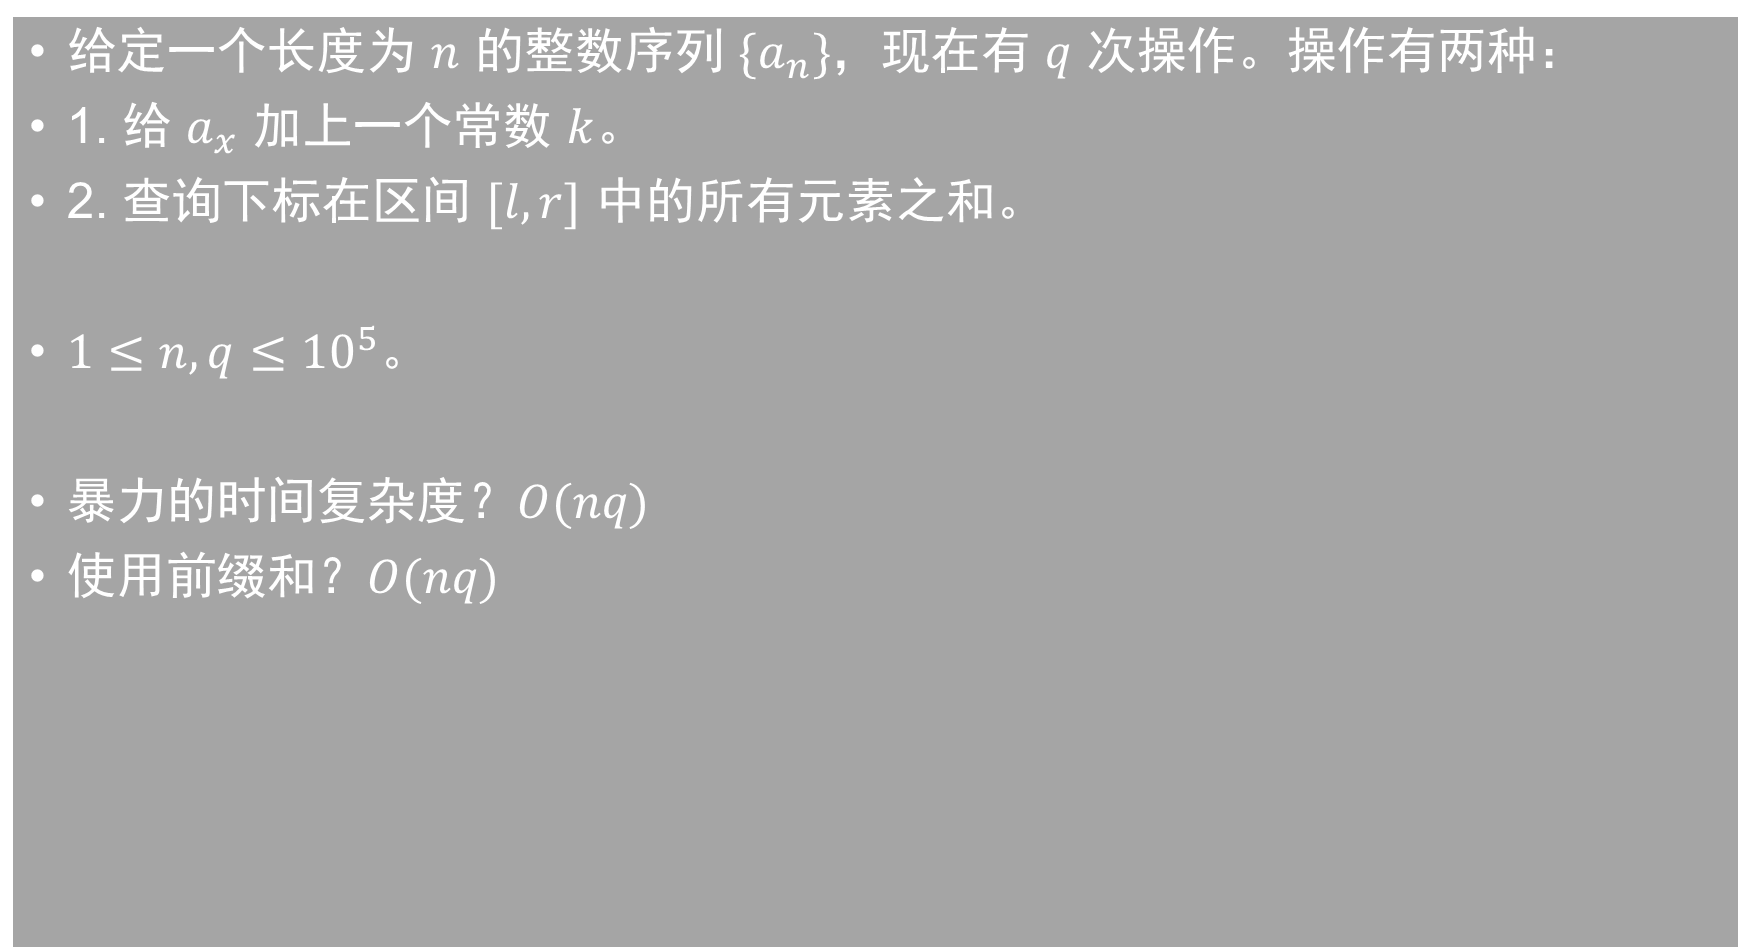 • 给定一个长度为 n 的整数序列 {aₙ}，现在有 q 次操作。操作有两种：
• 1. 给 aₓ 加上一个常数 k。
• 2. 查询下标在区间 [l, r] 中的所有元素之和。
• 1 ≤ n, q ≤ 10⁵。
• 暴力的时间复杂度？O(nq)
• 使用前缀和？O(nq)